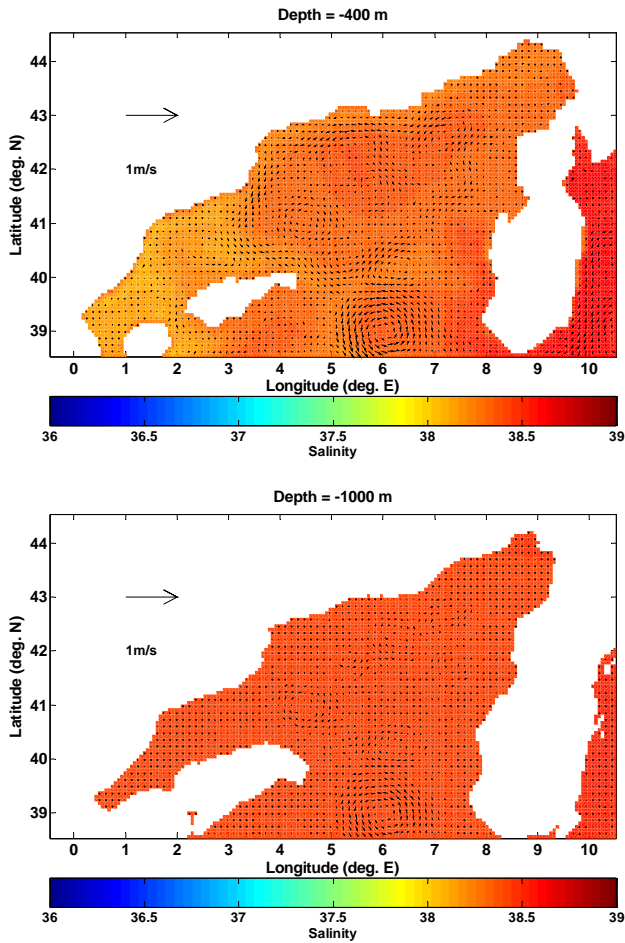 Depth = -400 m
44
43
42
41
40
39
Latitude (deg. N)
1m/s
0 1 2 3 4 5 6 7 8 9 10
Longitude (deg. E)
36 36.5 37 37.5 38 38.5 39
Salinity
Depth = -1000 m
44
43
42
41
40
39
Latitude (deg. N)
1m/s
0 1 2 3 4 5 6 7 8 9 10
Longitude (deg. E)
36 36.5 37 37.5 38 38.5 39
Salinity